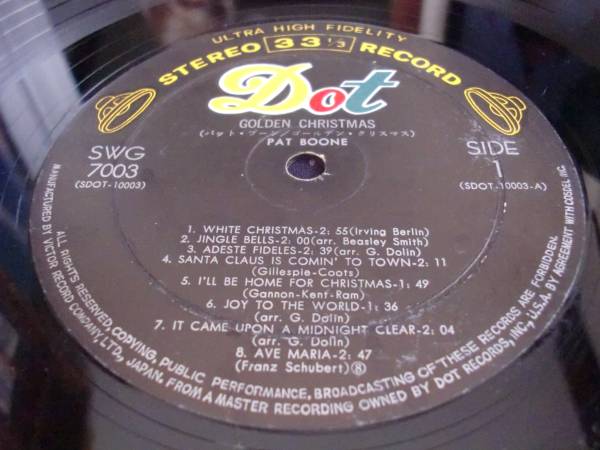 ULTRA HIGH FIDELITY
STEREO 33 1/3 RECORD
Dot
GOLDEN CHRISTMAS
(パット・ブーン/ゴールデン・クリスマス)
PAT BOONE
SWG
7003
(SDOT-10003)
SIDE
1
(SDOT-10003-A)
1. WHITE CHRISTMAS-2: 55 (Irving Berlin)
2. JINGLE BELLS-2: 00 (arr. Beasley Smith)
3. ADESTE FIDELES-2: 39 (arr. G. Dolin)
4. SANTA CLAUS IS COMIN' TO TOWN-2: 11
(Gillespie-Coots)
5. I'LL BE HOME FOR CHRISTMAS-1: 49
(Gannon-Kent-Ram)
6. JOY TO THE WORLD-1: 36
(arr. G. Dolin)
7. IT CAME UPON A MIDNIGHT CLEAR-2: 04
(arr. G. Dolin)
8. AVE MARIA-2: 47
(Franz Schubert) Ⓡ
MANUFACTURED BY VICTOR RECORD COMPANY, LTD., JAPAN, FROM A MASTER RECORDING OWNED BY DOT RECORDS, INC., U.S.A. BY AGREEMENT WITH COSDEL INC.
ALL RIGHTS RESERVED, COPYING, PUBLIC PERFORMANCE, BROADCASTING OF THESE RECORDS ARE FORBIDDEN.